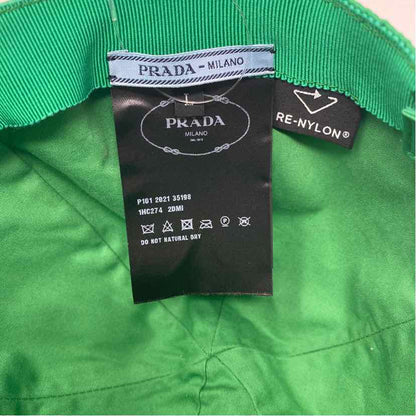 PRADA - MILANO
L
PRADA
MILANO
RE-NYLON®
P101 2021 35198
1HC274 2DMI
DO NOT NATURAL DRY